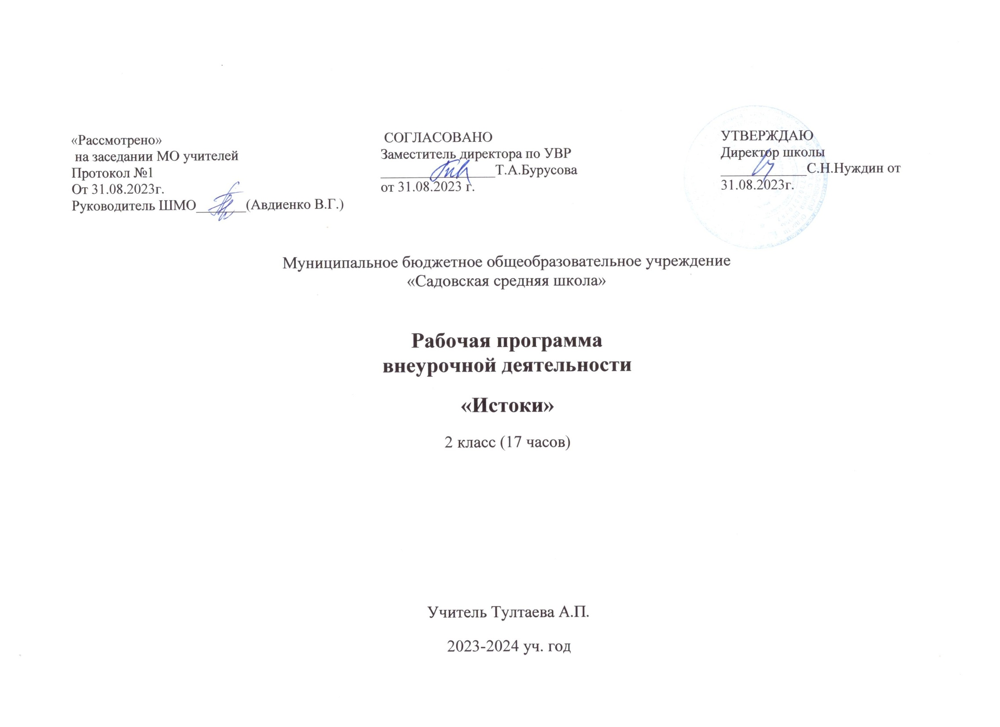 «Рассмотрено»
на заседании МО учителей
Протокол №1
От 31.08.2023г.
Руководитель ШМО_______(Авдиенко В.Г.)
СОГЛАСОВАНО
Заместитель директора по УВР
________________Т.А.Бурусова
от 31.08.2023 г.
УТВЕРЖДАЮ
Директор школы
____________С.Н.Нуждин от
31.08.2023г.
Муниципальное бюджетное общеобразовательное учреждение
«Садовская средняя школа»
Рабочая программа
внеурочной деятельности
«Истоки»
2 класс (17 часов)
Учитель Тултаева А.П.
2023-2024 уч. год